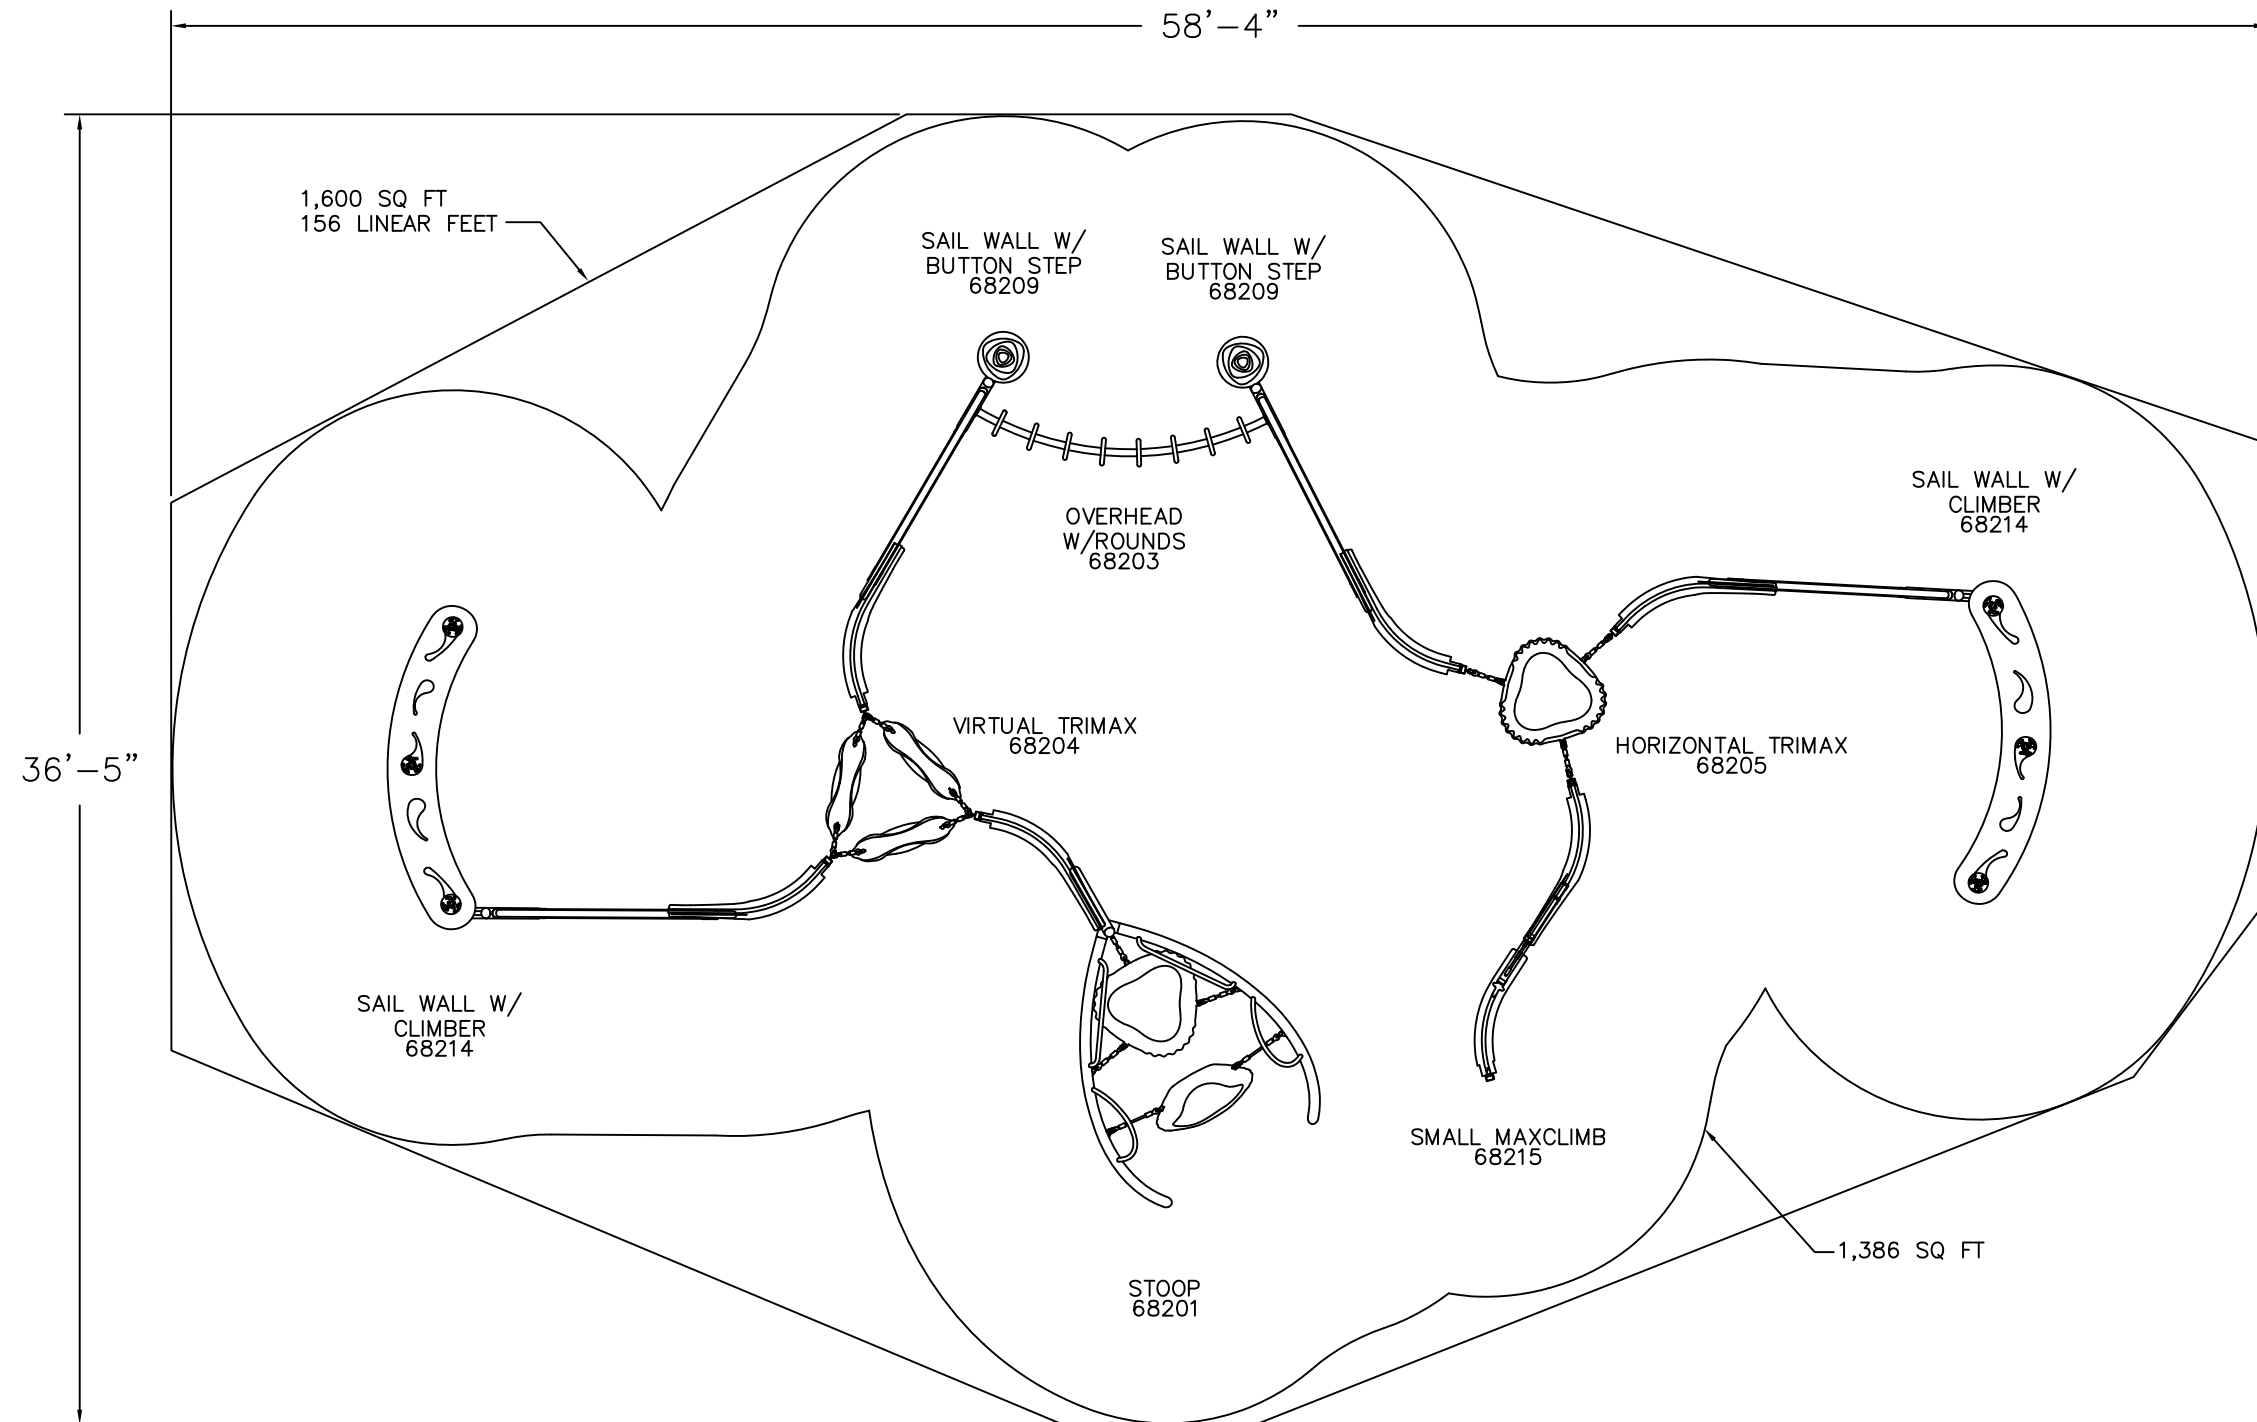 58'-4"
1,600 SQ FT
156 LINEAR FEET
SAIL WALL W/
BUTTON STEP
68209
SAIL WALL W/
BUTTON STEP
68209
SAIL WALL W/
CLIMBER
68214
OVERHEAD
W/ROUNDS
68203
VIRTUAL TRIMAX
68204
HORIZONTAL TRIMAX
68205
36'-5"
SAIL WALL W/
CLIMBER
68214
SMALL MAXCLIMB
68215
1,386 SQ FT
STOOP
68201